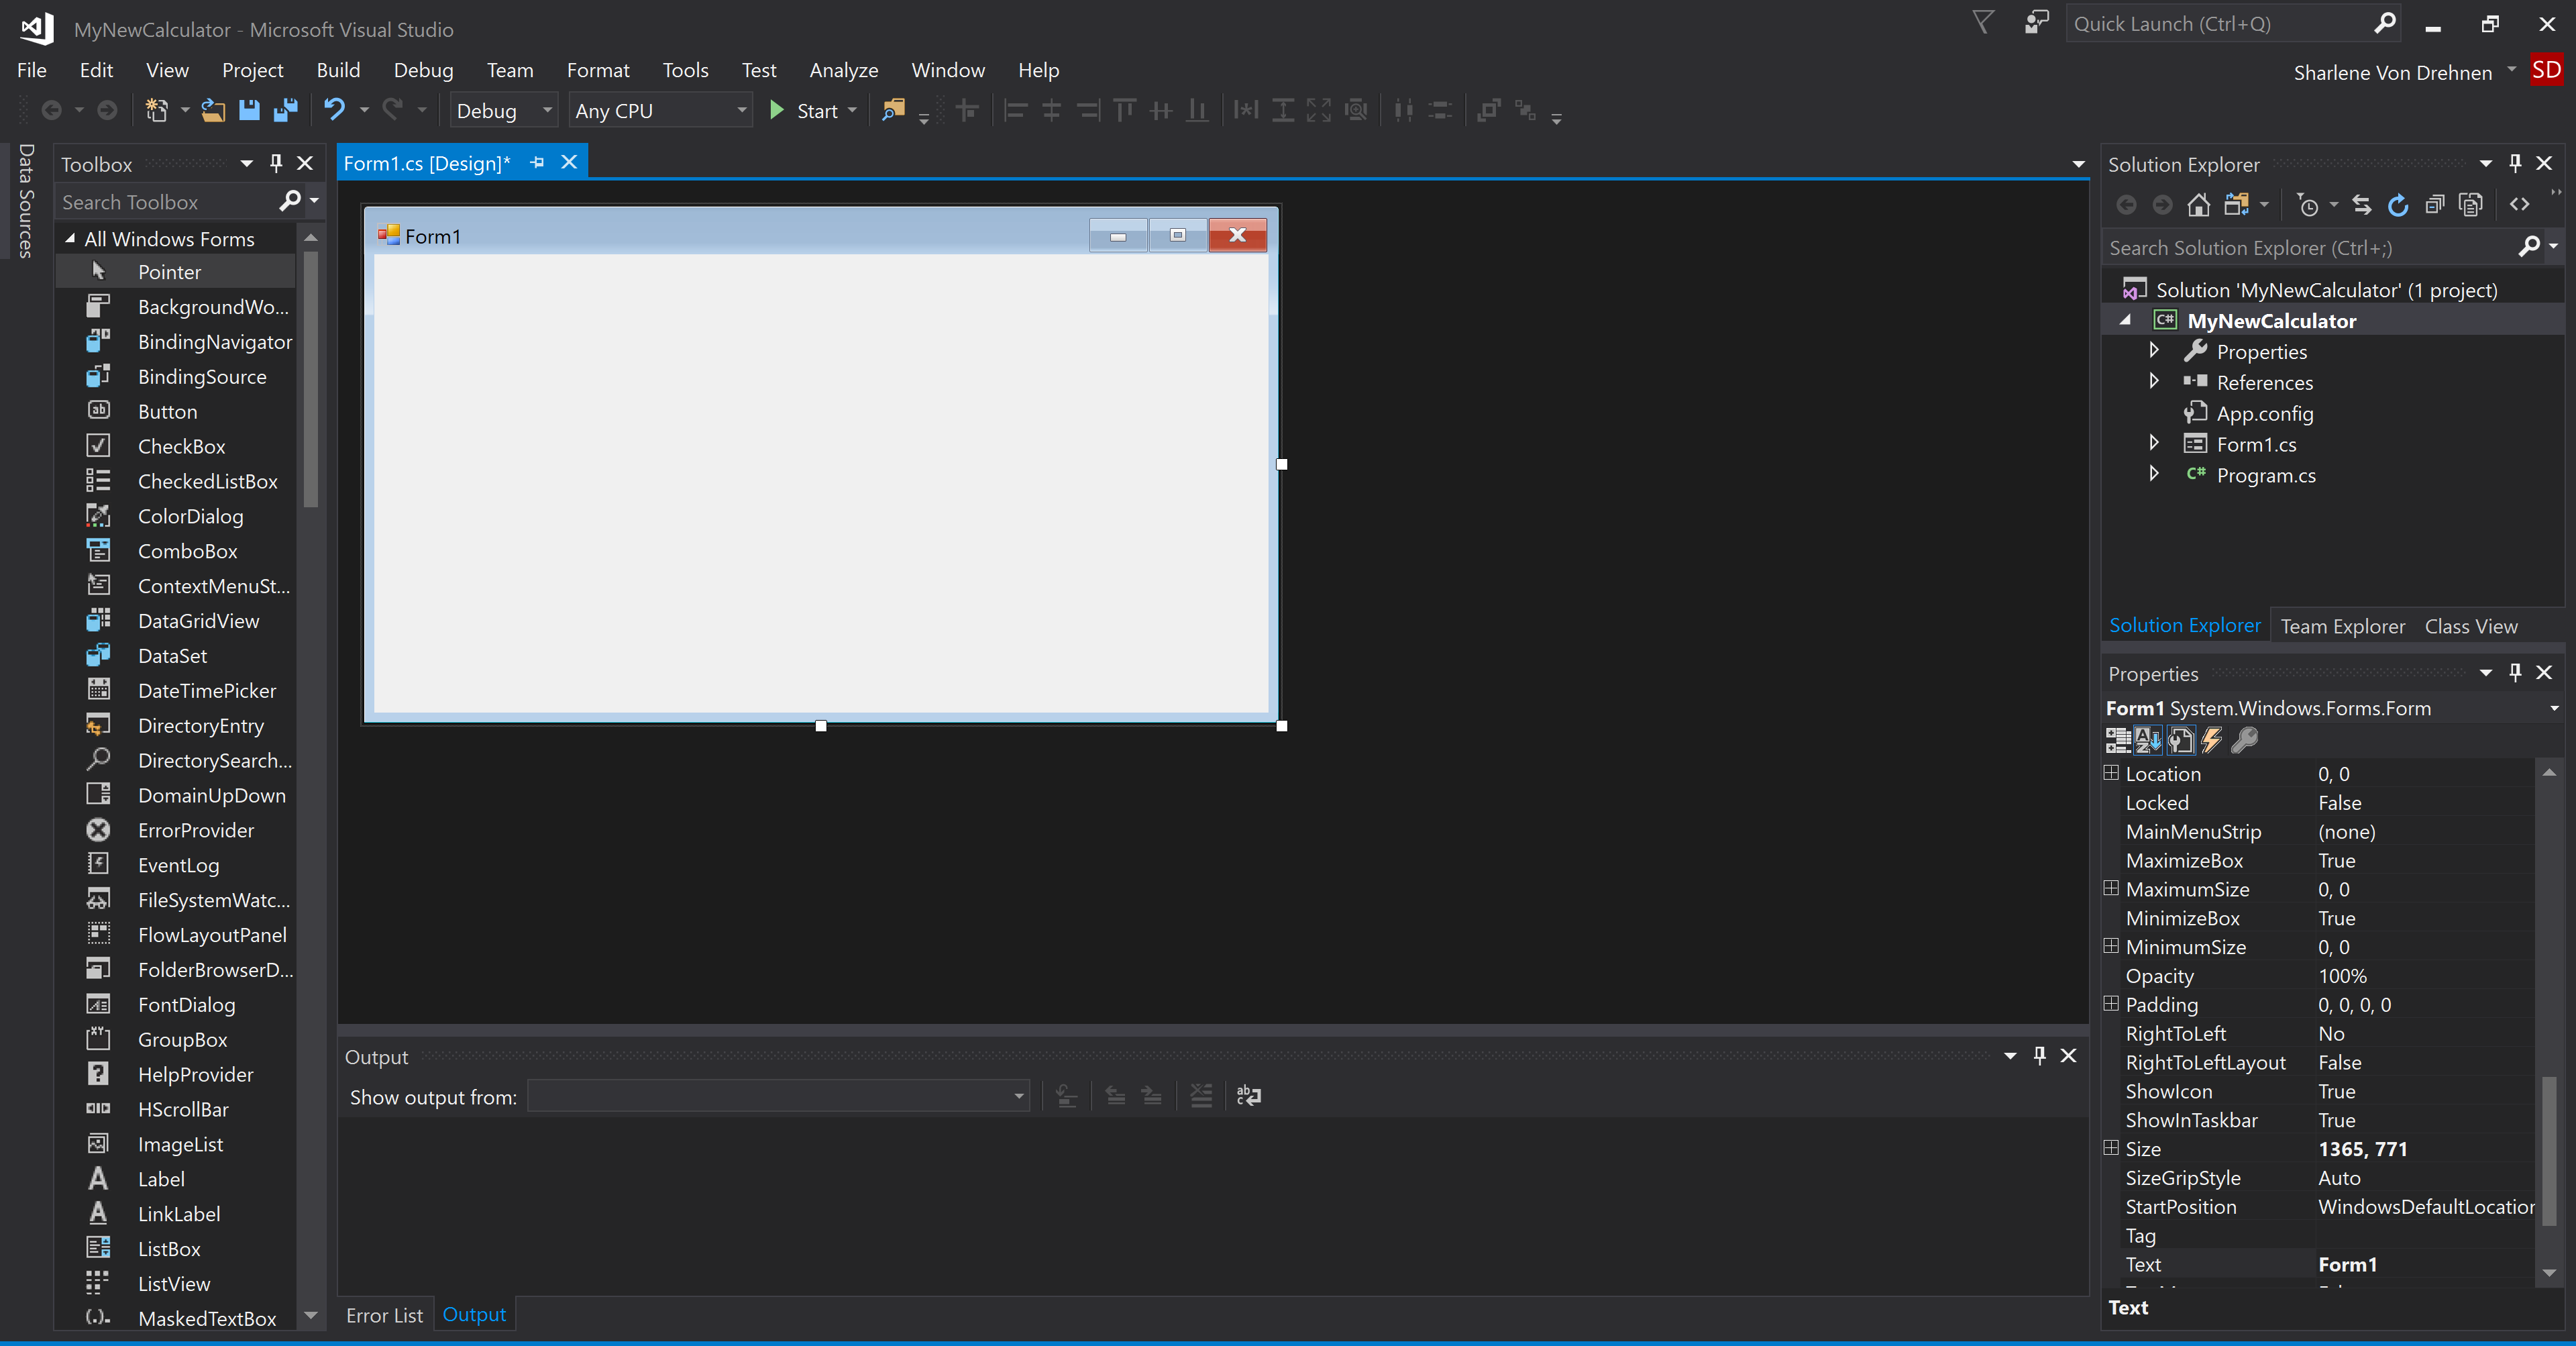 MyNewCalculator - Microsoft Visual Studio
Quick Launch (Ctrl+Q)
File Edit View Project Build Debug Team Format Tools Test Analyze Window Help
Sharlene Von Drehnen SD
Debug Any CPU Start
Data Sources
Toolbox
Search Toolbox
All Windows Forms
Pointer
BackgroundWo...
BindingNavigator
BindingSource
Button
CheckBox
CheckedListBox
ColorDialog
ComboBox
ContextMenuSt...
DataGridView
DataSet
DateTimePicker
DirectoryEntry
DirectorySearch...
DomainUpDown
ErrorProvider
EventLog
FileSystemWatc...
FlowLayoutPanel
FolderBrowserD...
FontDialog
GroupBox
HelpProvider
HScrollBar
ImageList
Label
LinkLabel
ListBox
ListView
MaskedTextBox
Form1.cs [Design]*
Form1
Output
Show output from:
Error List Output
Solution Explorer
Search Solution Explorer (Ctrl+;)
Solution 'MyNewCalculator' (1 project)
MyNewCalculator
Properties
References
App.config
Form1.cs
Program.cs
Solution Explorer Team Explorer Class View
Properties
Form1 System.Windows.Forms.Form
Location 0, 0
Locked False
MainMenuStrip (none)
MaximizeBox True
MaximumSize 0, 0
MinimizeBox True
MinimumSize 0, 0
Opacity 100%
Padding 0, 0, 0, 0
RightToLeft No
RightToLeftLayout False
ShowIcon True
ShowInTaskbar True
Size 1365, 771
SizeGripStyle Auto
StartPosition WindowsDefaultLocation
Tag
Text Form1
Text